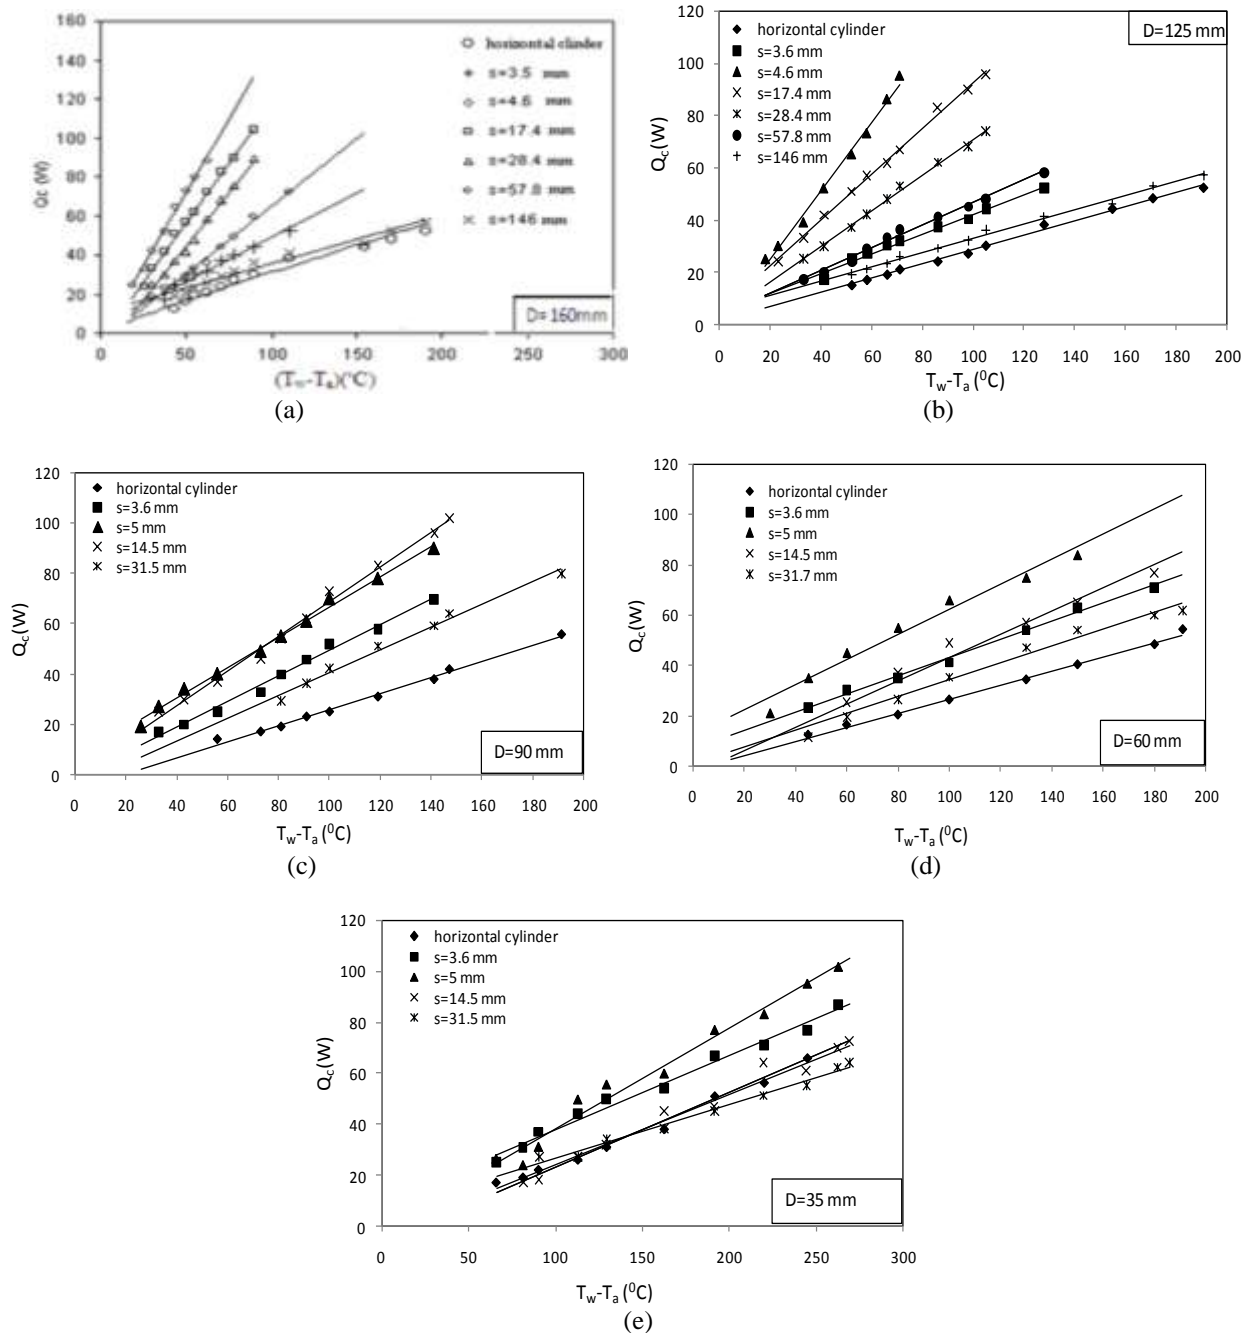 160
140
120
100
80
60
40
20
0
Qc (W)
horizontal clinder
s=3.5 mm
s=4.6 mm
s=17.4 mm
s=28.4 mm
s=57.8 mm
s=146 mm
D=160mm
0 50 100 150 200 250 300
(Tw-Ta)(°C)
(a)
120
100
80
60
40
20
0
Qc (W)
D=125 mm
horizontal cylinder
s=3.6 mm
s=4.6 mm
s=17.4 mm
s=28.4 mm
s=57.8 mm
s=146 mm
0 20 40 60 80 100 120 140 160 180 200
Tw-Ta (0C)
(b)
120
100
80
60
40
20
0
Qc (W)
horizontal cylinder
s=3.6 mm
s=5 mm
s=14.5 mm
s=31.5 mm
D=90 mm
0 20 40 60 80 100 120 140 160 180 200
Tw-Ta (0C)
(c)
120
100
80
60
40
20
0
Qc (W)
horizontal cylinder
s=3.6 mm
s=5 mm
s=14.5 mm
s=31.7 mm
D=60 mm
0 20 40 60 80 100 120 140 160 180 200
Tw-Ta (0C)
(d)
120
100
80
60
40
20
0
Qc (W)
horizontal cylinder
s=3.6 mm
s=5 mm
s=14.5 mm
s=31.5 mm
D=35 mm
0 50 100 150 200 250 300
Tw-Ta (0C)
(e)